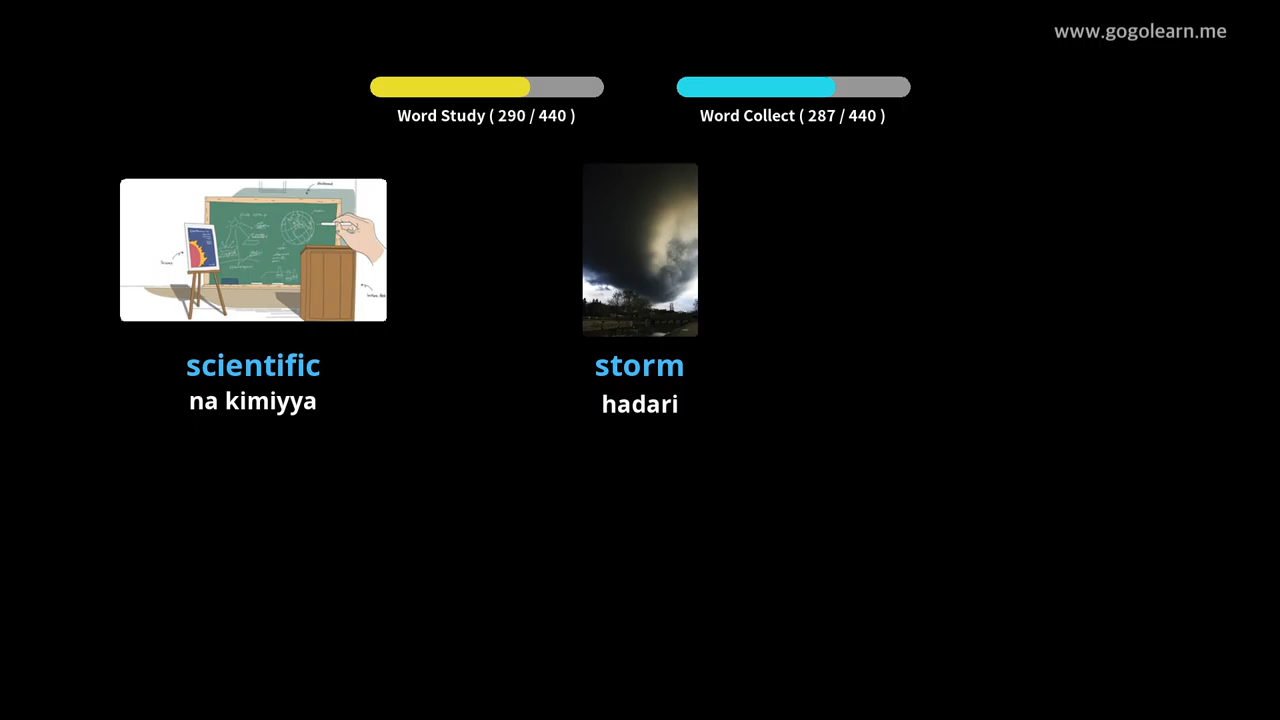 www.gogolearn.me
Word Study ( 290 / 440 )
Word Collect ( 287 / 440 )
scientific
na kimiyya
storm
hadari